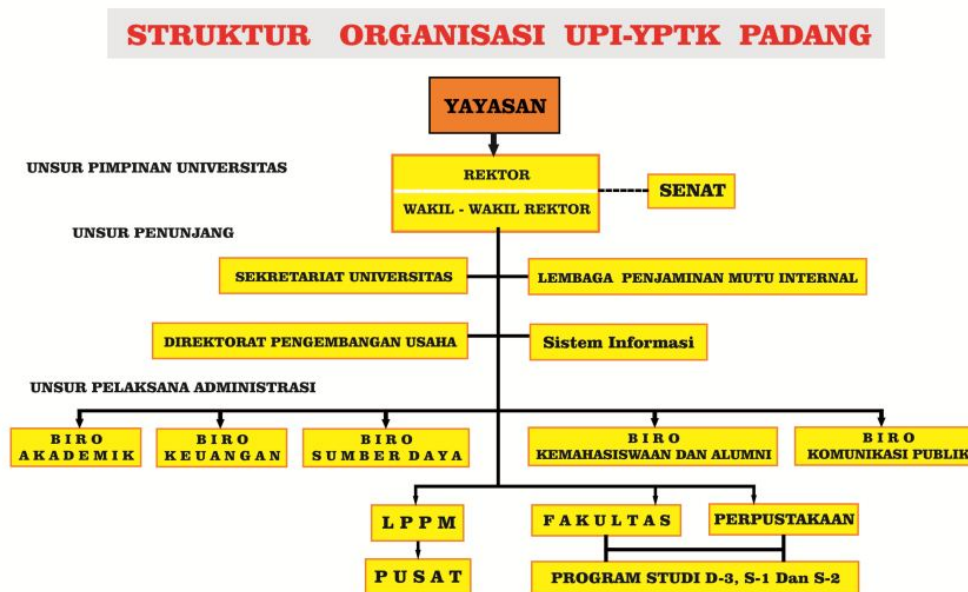 STRUKTUR ORGANISASI UPI-YPTK PADANG
YAYASAN
UNSUR PIMPINAN UNIVERSITAS
REKTOR
WAKIL - WAKIL REKTOR
SENAT
UNSUR PENUNJANG
SEKRETARIAT UNIVERSITAS
LEMBAGA PENJAMINAN MUTU INTERNAL
DIREKTORAT PENGEMBANGAN USAHA
Sistem Informasi
UNSUR PELAKSANA ADMINISTRASI
BIRO
AKADEMIK
BIRO
KEUANGAN
BIRO
SUMBER DAYA
BIRO
KEMAHASISWAAN DAN ALUMNI
BIRO
KOMUNIKASI PUBLIK
LPPM
FAKULTAS
PERPUSTAKAAN
PUSAT
PROGRAM STUDI D-3, S-1 Dan S-2